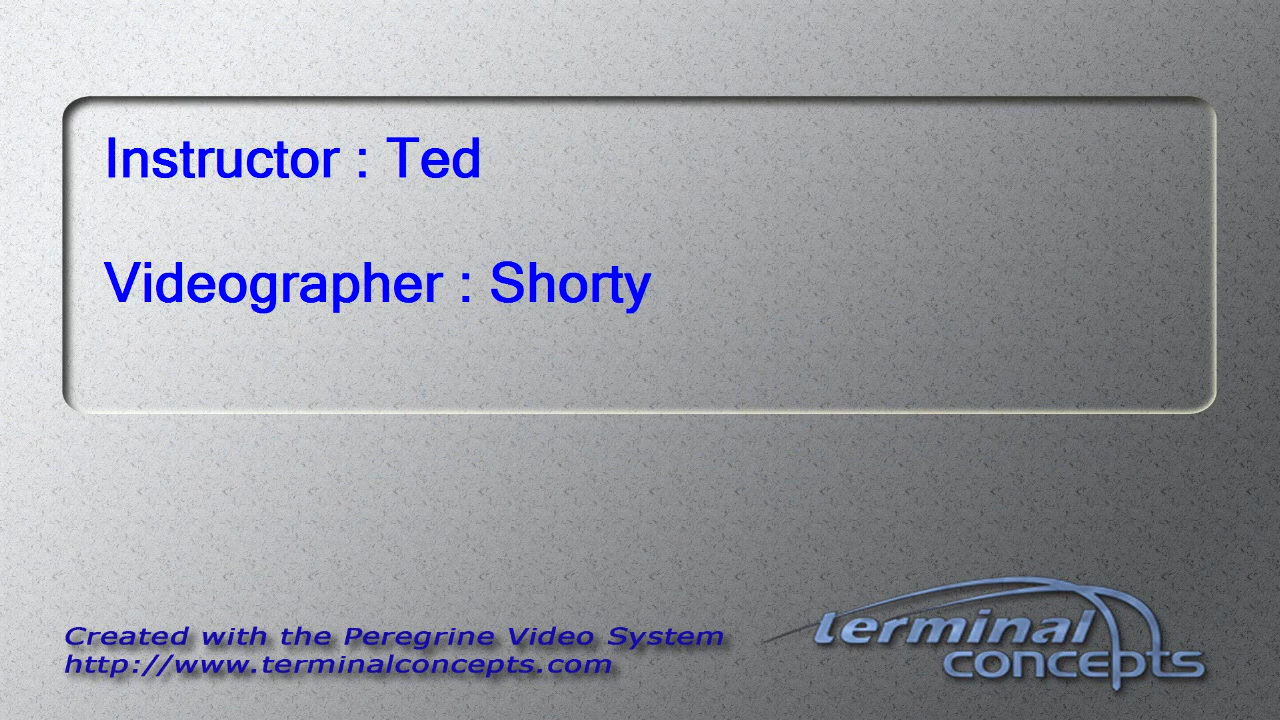 Instructor : Ted
Videographer : Shorty
Created with the Peregrine Video System
http://www.terminalconcepts.com
terminal
concepts